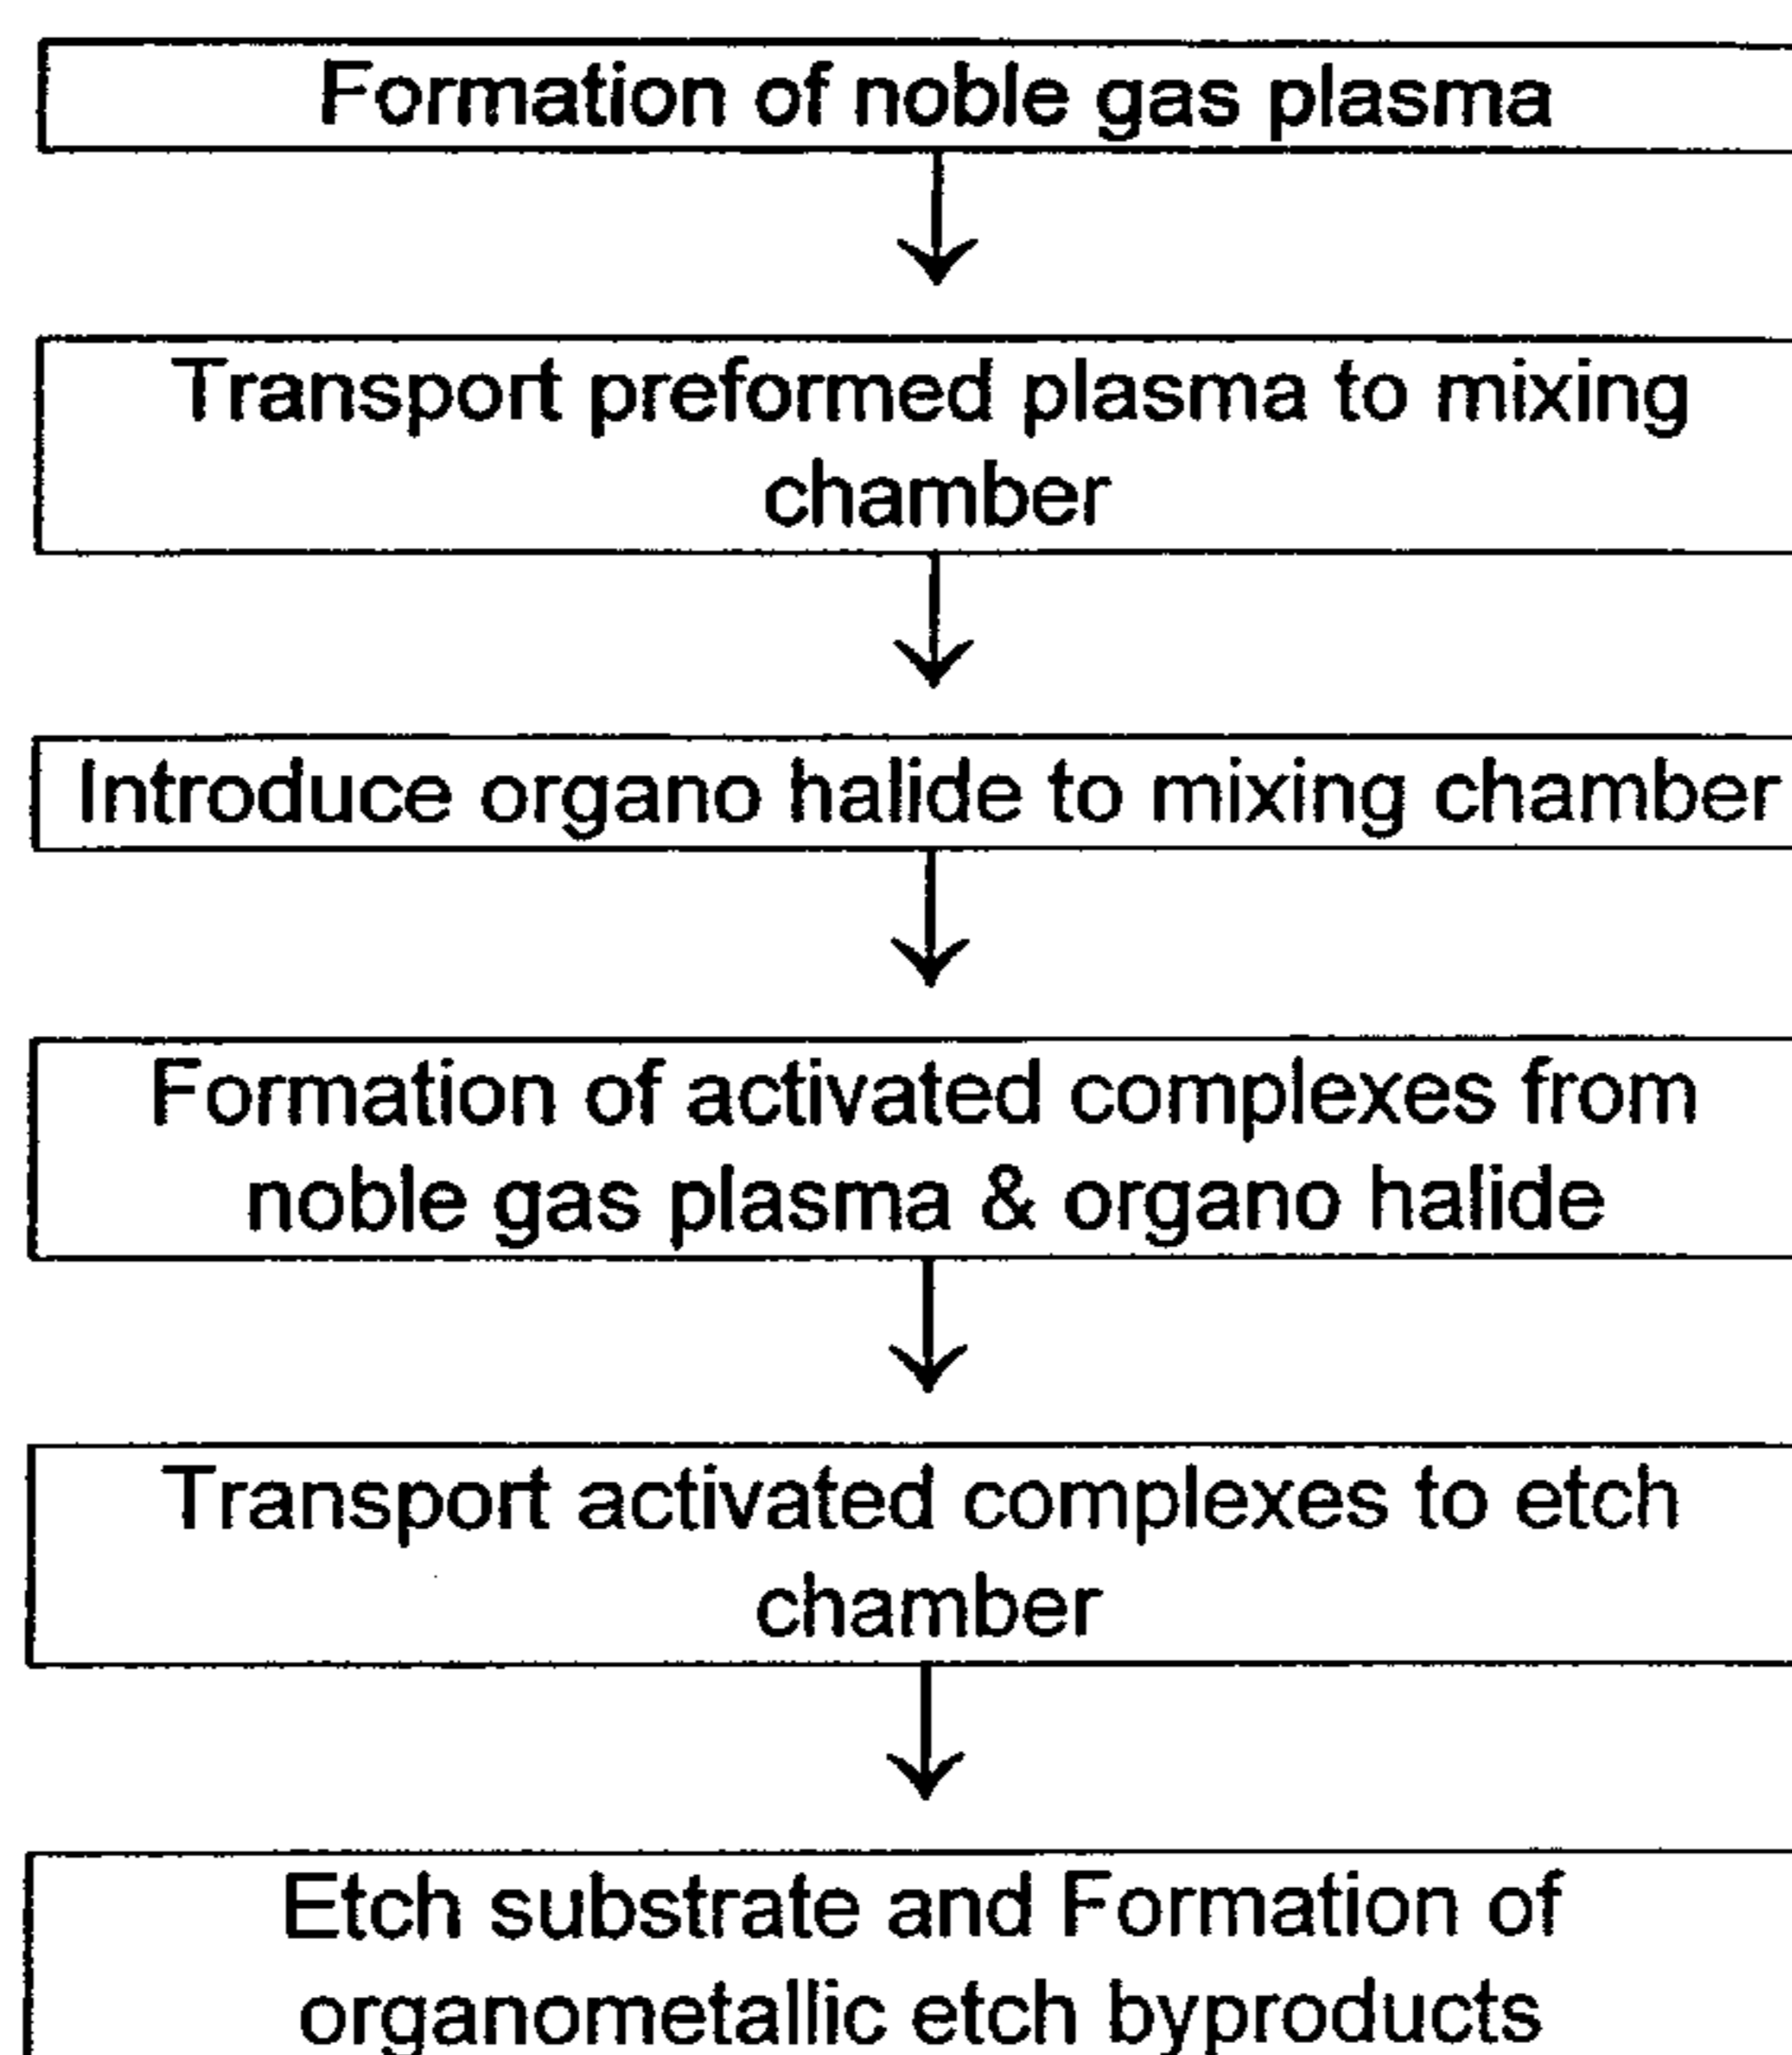 Formation of noble gas plasma
Transport preformed plasma to mixing
chamber
Introduce organo halide to mixing chamber
Formation of activated complexes from
noble gas plasma & organo halide
Transport activated complexes to etch
chamber
Etch substrate and Formation of
organometallic etch byproducts